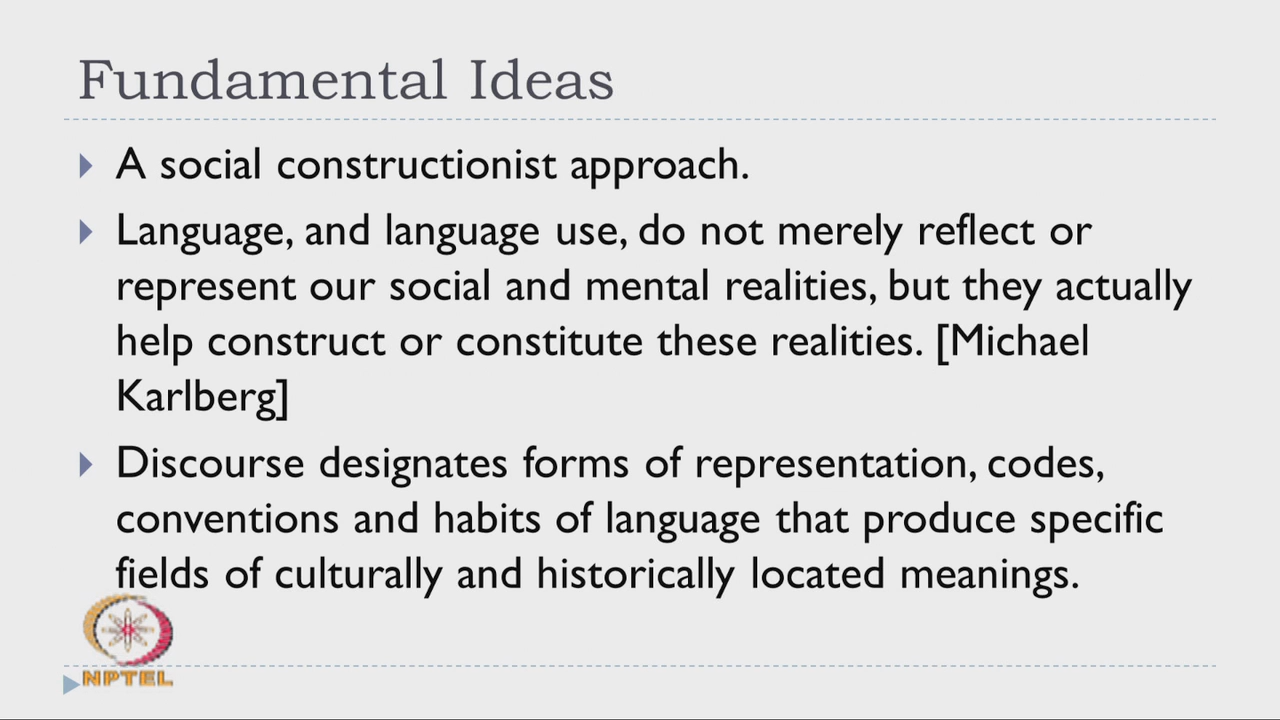 Fundamental Ideas
A social constructionist approach.
Language, and language use, do not merely reflect or
represent our social and mental realities, but they actually
help construct or constitute these realities. [Michael
Karlberg]
Discourse designates forms of representation, codes,
conventions and habits of language that produce specific
fields of culturally and historically located meanings.
NPTEL